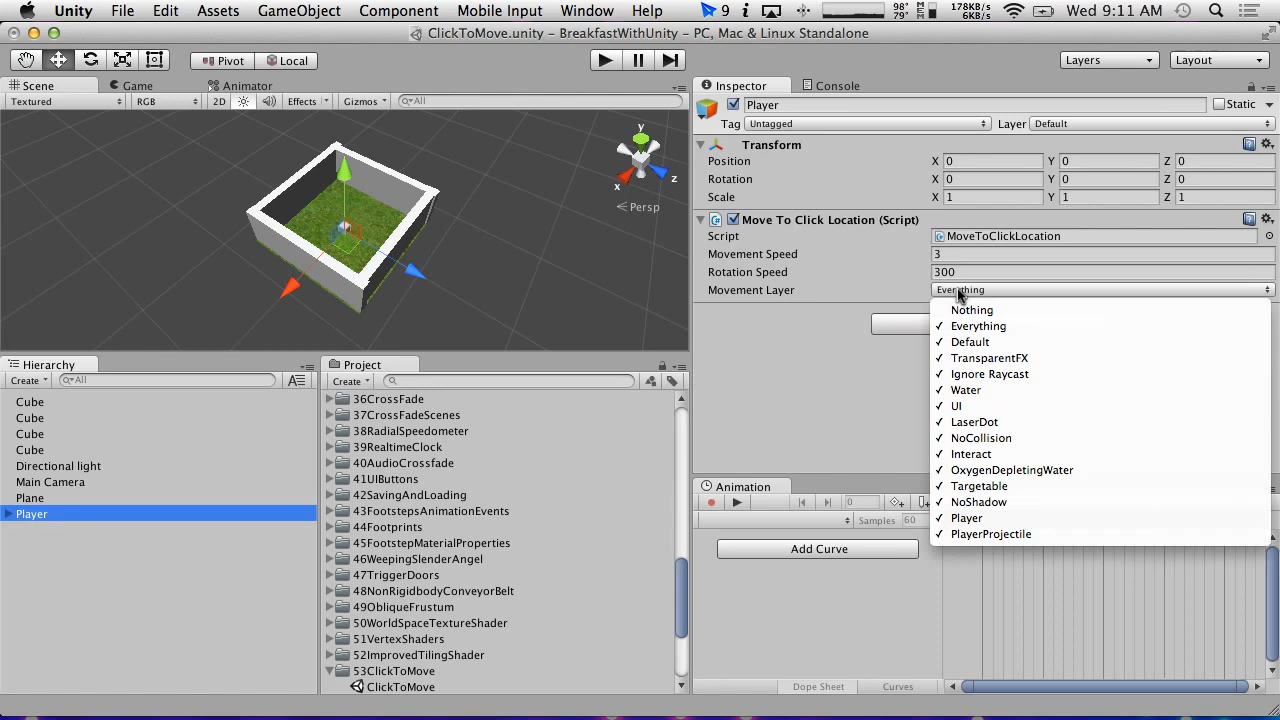 Unity File Edit Assets GameObject Component Mobile Input Window Help 9 98° 79° MEM 178KB/s 6KB/s Wed 9:11 AM
ClickToMove.unity – BreakfastWithUnity – PC, Mac & Linux Standalone
Pivot Local Layers Layout
Scene Game Animator
Textured RGB 2D Effects Gizmos All
y
x
z
Persp
Inspector Console
Player Static
Tag Untagged Layer Default
Transform
Position X 0 Y 0 Z 0
Rotation X 0 Y 0 Z 0
Scale X 1 Y 1 Z 1
Move To Click Location (Script)
Script MoveToClickLocation
Movement Speed 3
Rotation Speed 300
Movement Layer Everything
Nothing
Everything
Default
TransparentFX
Ignore Raycast
Water
UI
LaserDot
NoCollision
Interact
OxygenDepletingWater
Targetable
NoShadow
Player
PlayerProjectile
Hierarchy
Create All
Cube
Cube
Cube
Cube
Directional light
Main Camera
Plane
Player
Project
Create
36CrossFade
37CrossFadeScenes
38RadialSpeedometer
39RealtimeClock
40AudioCrossfade
41UIButtons
42SavingAndLoading
43FootstepsAnimationEvents
44Footprints
45FootstepMaterialProperties
46WeepingSlenderAngel
47TriggerDoors
48NonRigidbodyConveyorBelt
49ObliqueFrustum
50WorldSpaceTextureShader
51VertexShaders
52ImprovedTilingShader
53ClickToMove
ClickToMove
Animation
0
Samples 60
Add Curve
Dope Sheet Curves